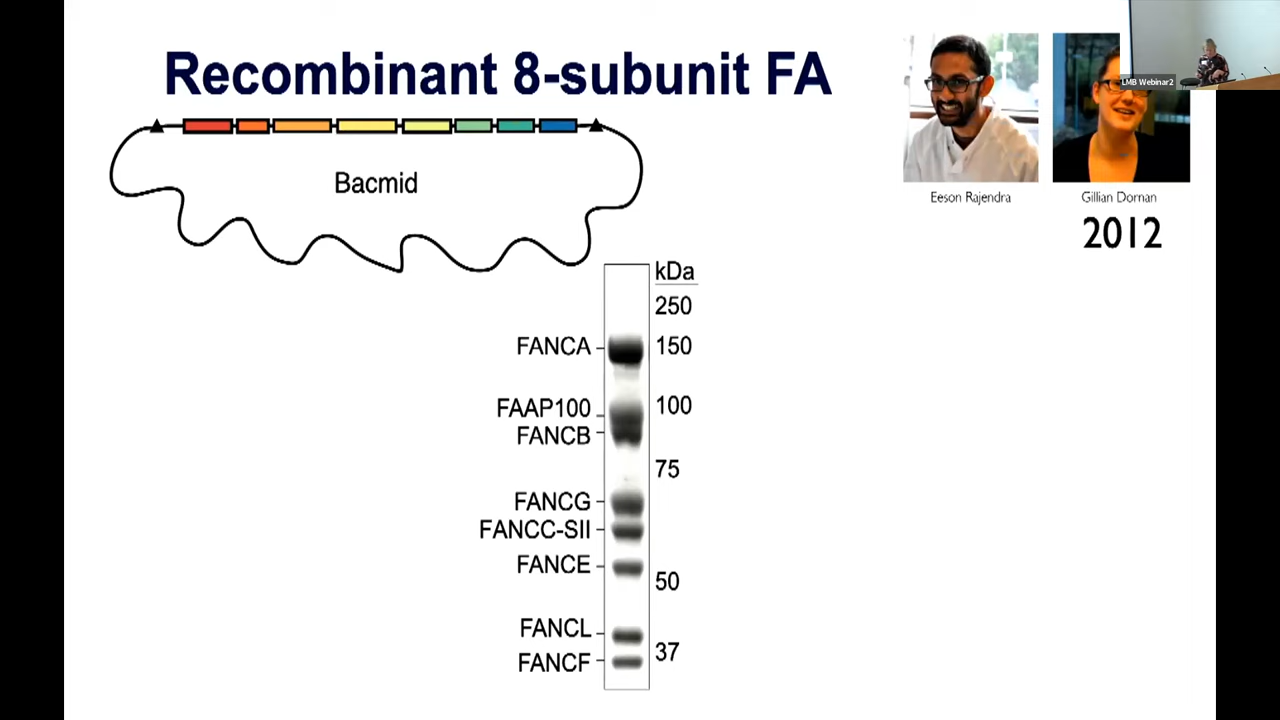 Recombinant 8-subunit FA
LMB Webinar2
Bacmid
Eeson Rajendra
Gillian Dornan
2012
kDa
250
FANCA
150
FAAP100
100
FANCB
75
FANCG
FANCC-SII
FANCE
50
FANCL
37
FANCF